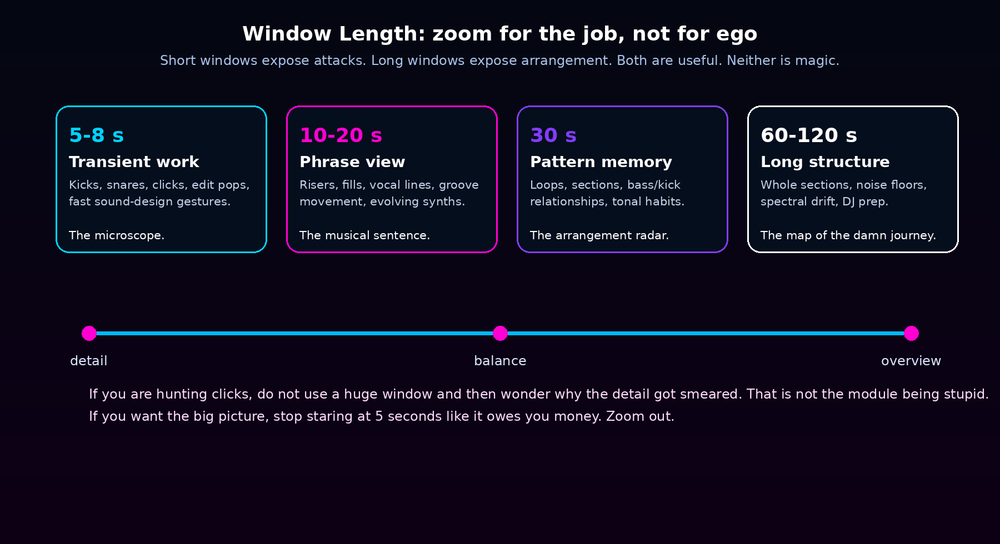 Window Length: zoom for the job, not for ego
Short windows expose attacks. Long windows expose arrangement. Both are useful. Neither is magic.
5-8 s
Transient work
Kicks, snares, clicks, edit pops,
fast sound-design gestures.
The microscope.
10-20 s
Phrase view
Risers, fills, vocal lines, groove
movement, evolving synths.
The musical sentence.
30 s
Pattern memory
Loops, sections, bass/kick
relationships, tonal habits.
The arrangement radar.
60-120 s
Long structure
Whole sections, noise floors,
spectral drift, DJ prep.
The map of the damn journey.
detail
balance
overview
If you are hunting clicks, do not use a huge window and then wonder why the detail got smeared. That is not the module being stupid.
If you want the big picture, stop staring at 5 seconds like it owes you money. Zoom out.